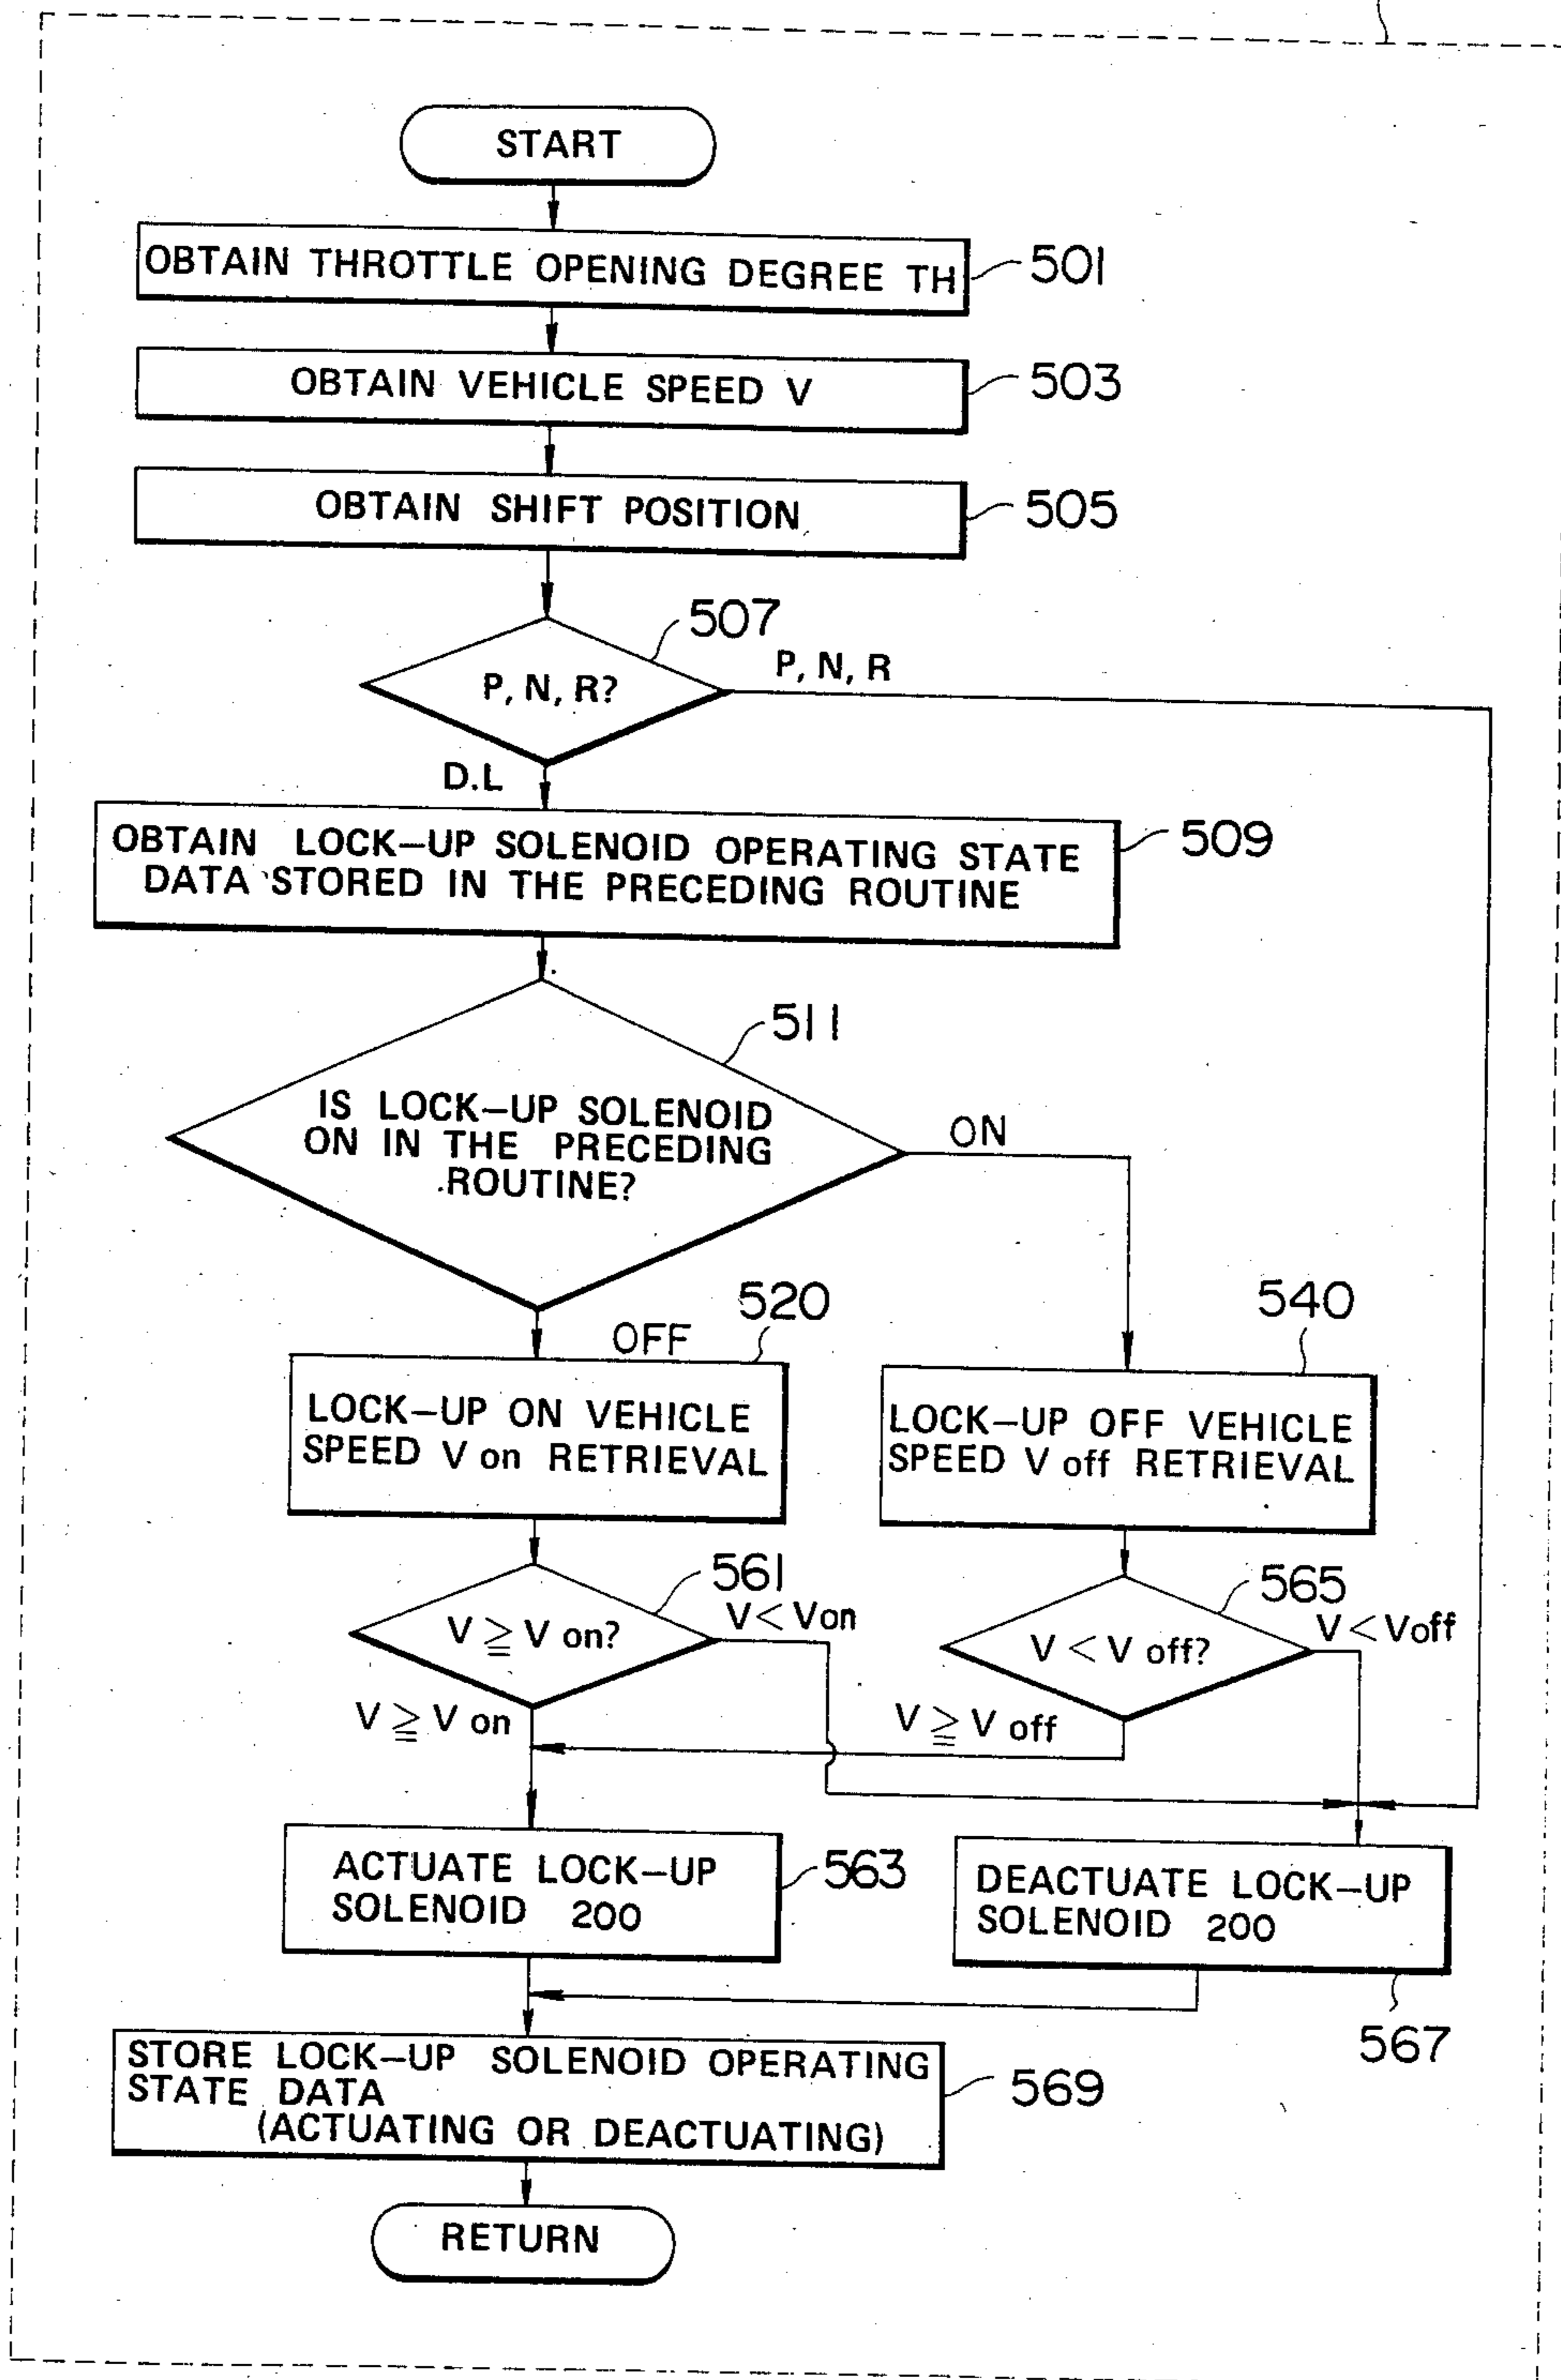 START
OBTAIN THROTTLE OPENING DEGREE TH
501
OBTAIN VEHICLE SPEED V
503
OBTAIN SHIFT POSITION
505
507
P, N, R?
P, N, R
D.L
OBTAIN LOCK-UP SOLENOID OPERATING STATE
DATA STORED IN THE PRECEDING ROUTINE
509
511
IS LOCK-UP SOLENOID
ON IN THE PRECEDING
ROUTINE?
ON
OFF
520
540
LOCK-UP ON VEHICLE
SPEED V on RETRIEVAL
LOCK-UP OFF VEHICLE
SPEED V off RETRIEVAL
561
V ≧ V on?
V < Von
565
V < V off?
V < Voff
V ≧ V on
V ≧ V off
ACTUATE LOCK-UP
SOLENOID 200
563
DEACTUATE LOCK-UP
SOLENOID 200
567
STORE LOCK-UP SOLENOID OPERATING
STATE DATA
(ACTUATING OR DEACTUATING)
569
RETURN